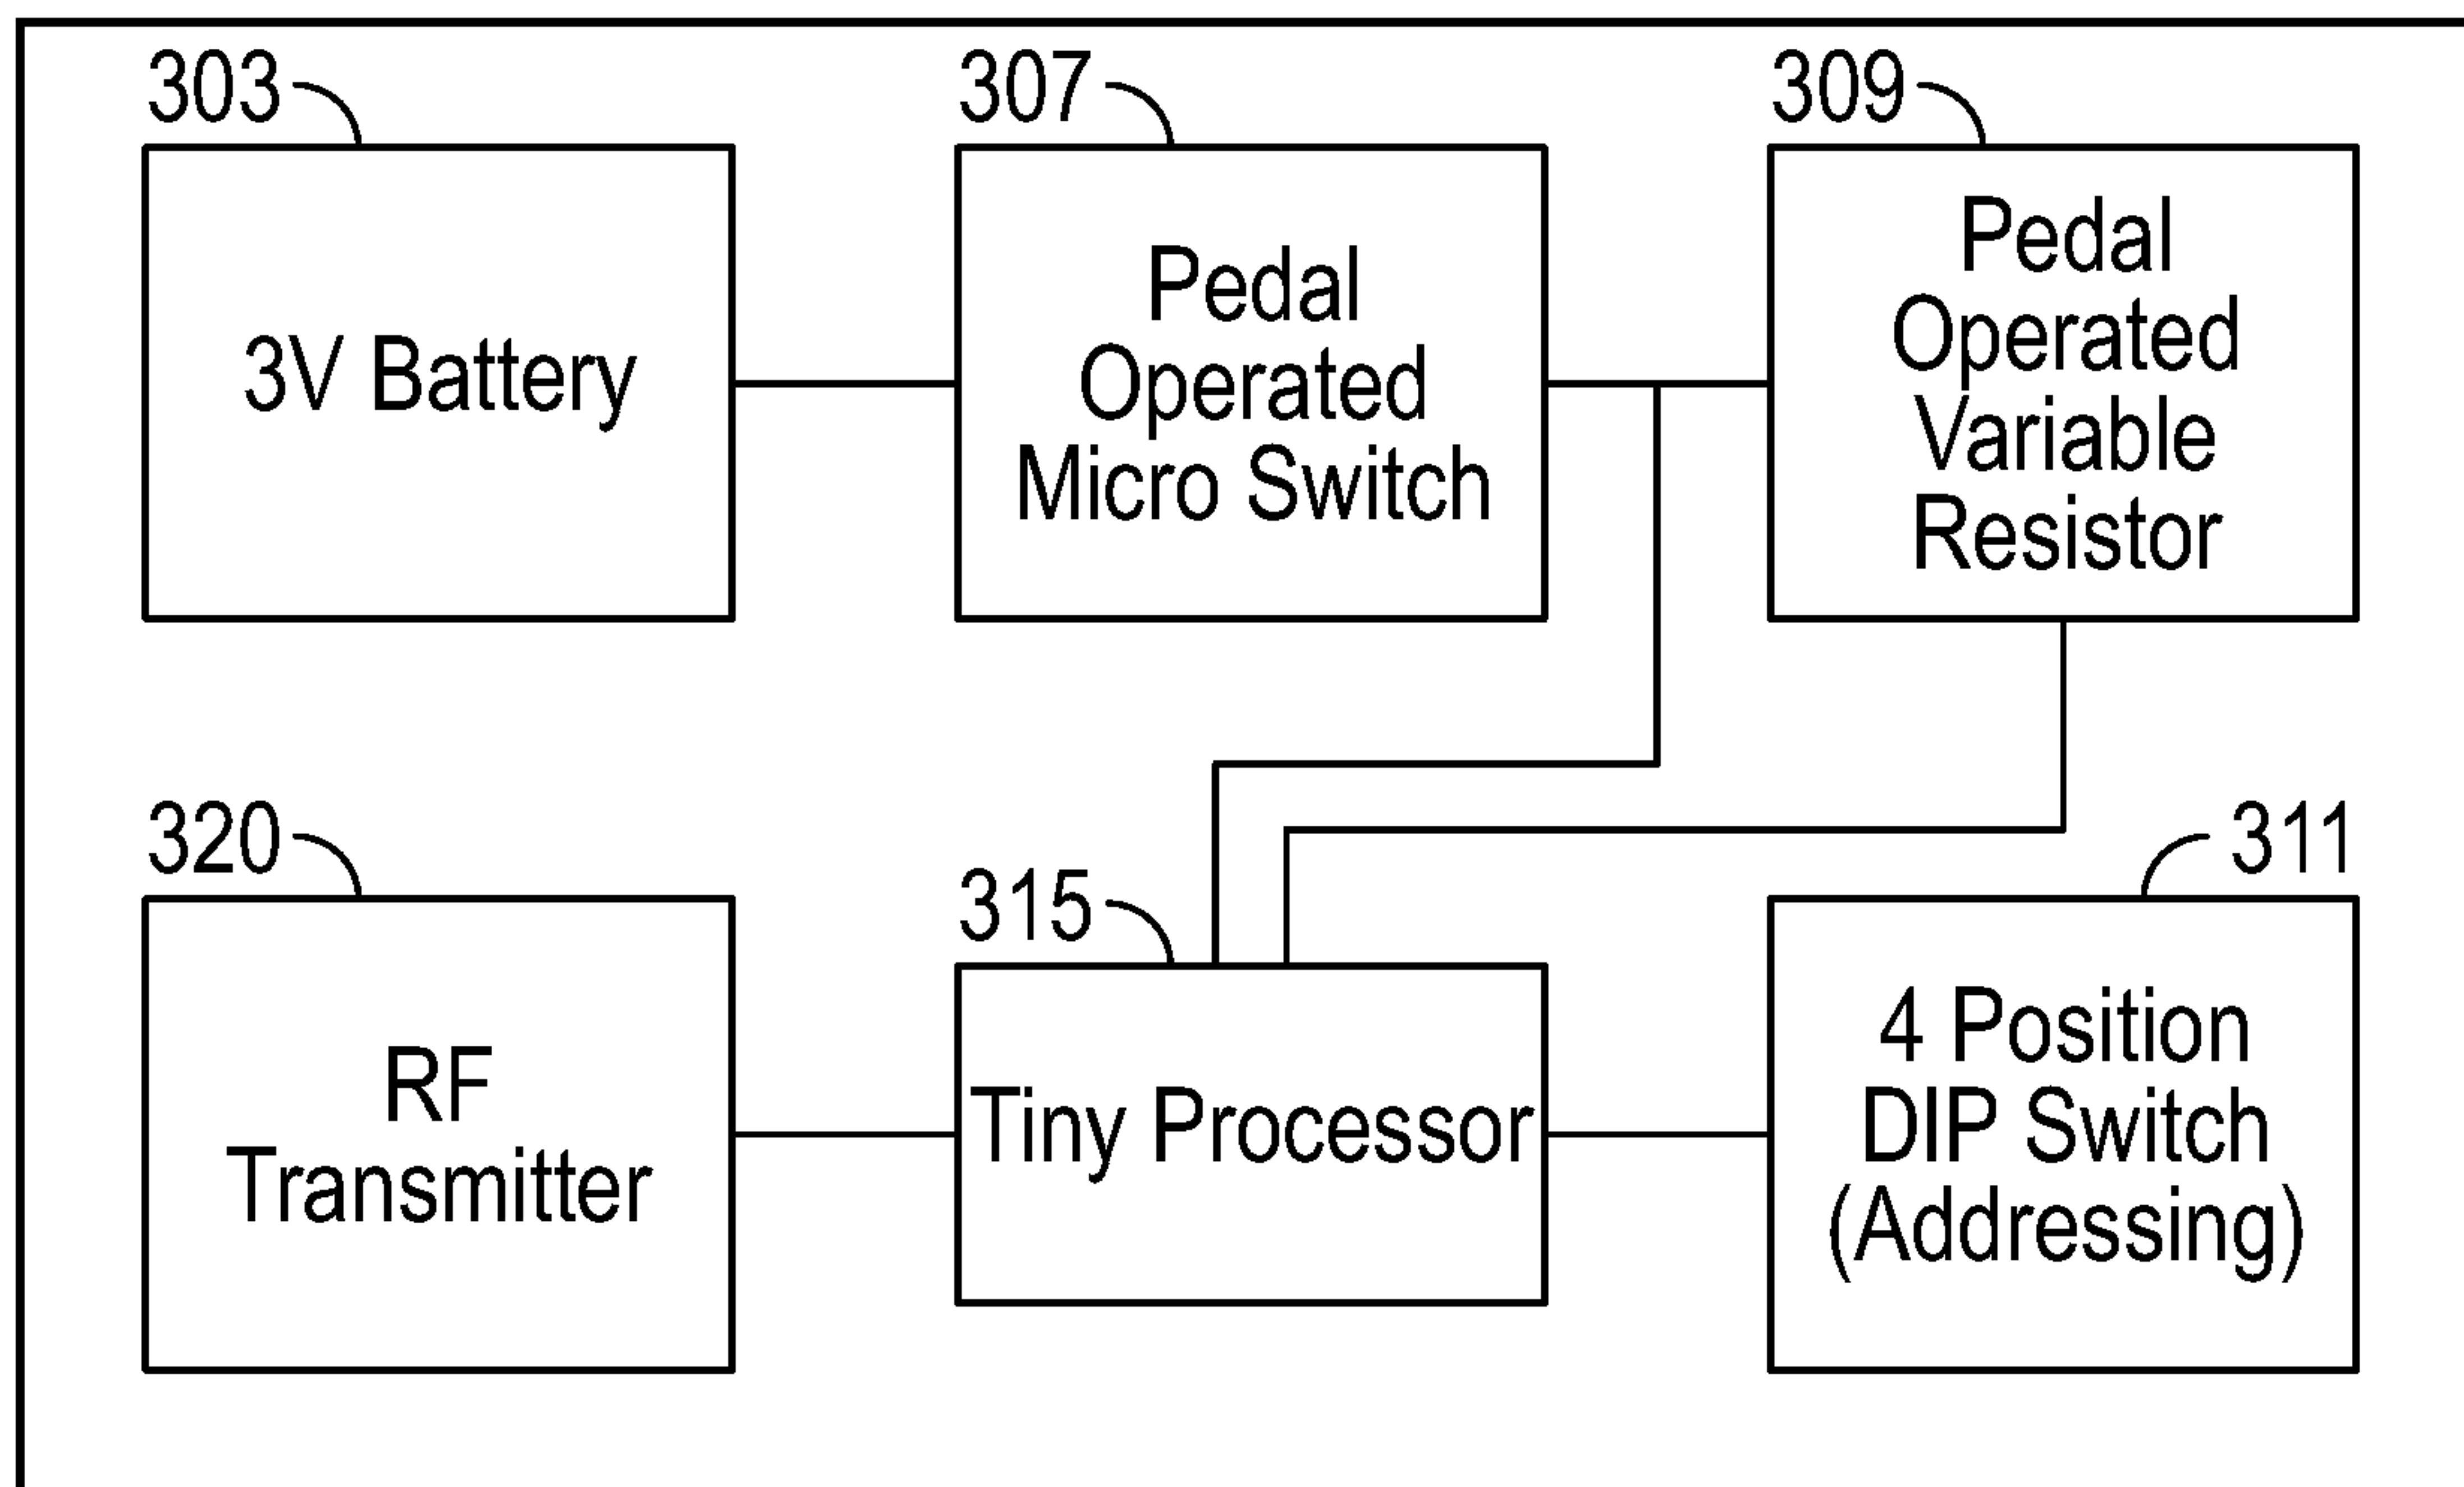 303
3V Battery
307
Pedal
Operated
Micro Switch
309
Pedal
Operated
Variable
Resistor
320
RF
Transmitter
315
Tiny Processor
311
4 Position
DIP Switch
(Addressing)